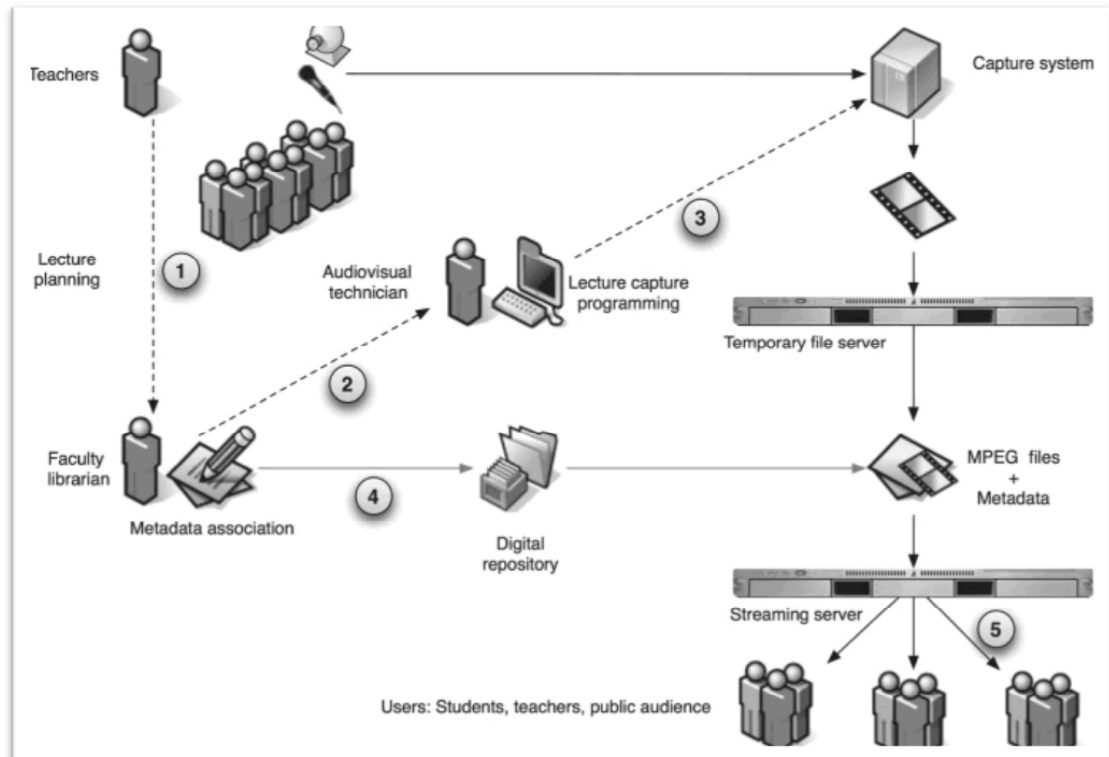 Teachers
Capture system
Lecture
planning
1
Audiovisual
technician
Lecture capture
programming
3
Temporary file server
2
Faculty
librarian
Metadata association
4
Digital
repository
MPEG files
+
Metadata
Streaming server
5
Users: Students, teachers, public audience